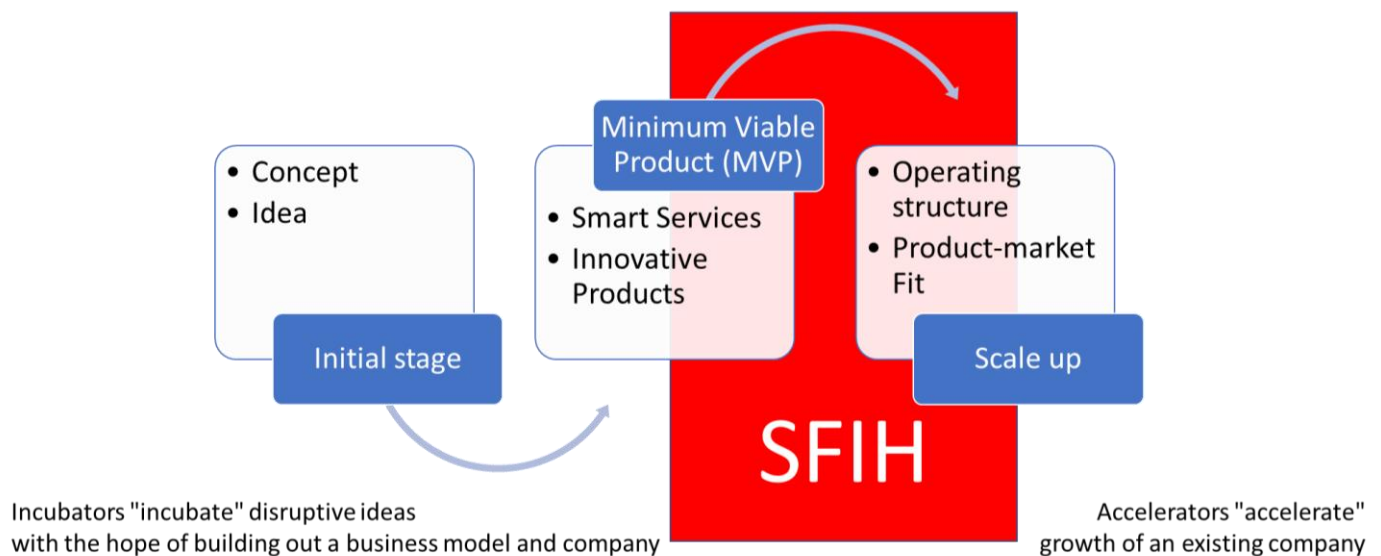 • Concept
• Idea
Initial stage
Minimum Viable
Product (MVP)
• Smart Services
• Innovative
Products
• Operating
structure
• Product-market
Fit
Scale up
SFIH
Incubators "incubate" disruptive ideas
with the hope of building out a business model and company
Accelerators "accelerate"
growth of an existing company